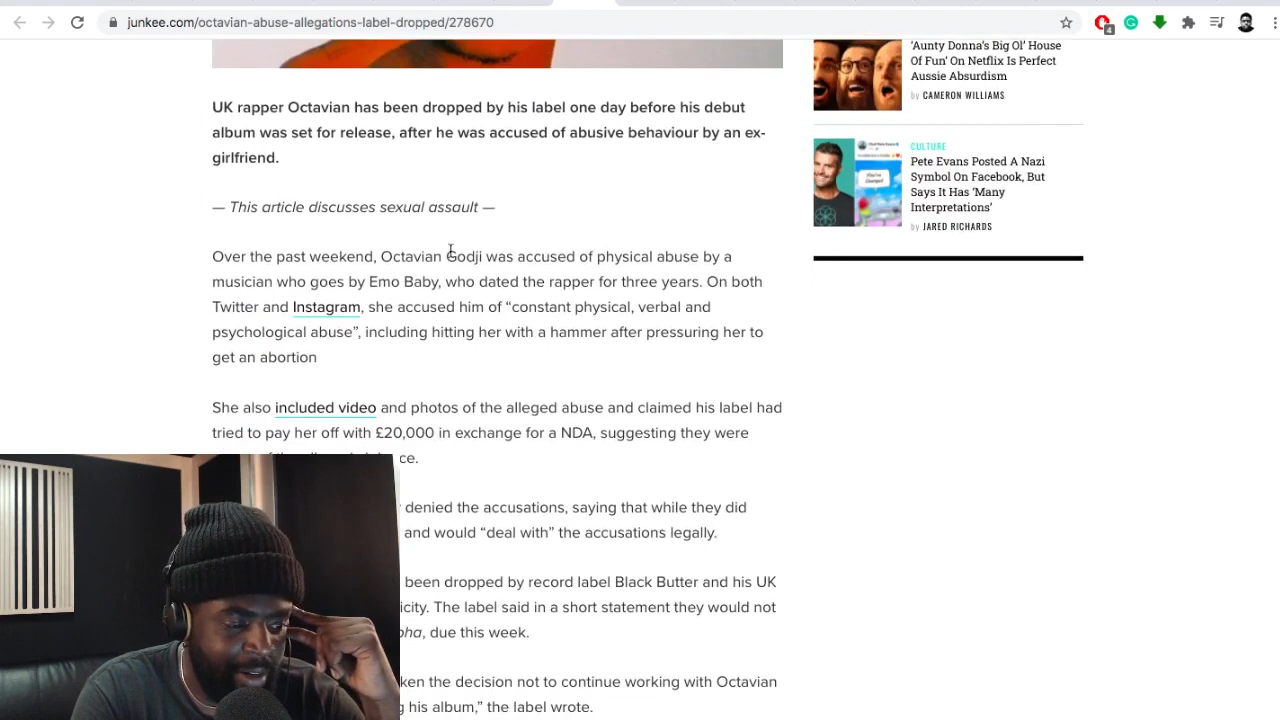 junkee.com/octavian-abuse-allegations-label-dropped/278670
4
UK rapper Octavian has been dropped by his label one day before his debut
album was set for release, after he was accused of abusive behaviour by an ex-
girlfriend.
— This article discusses sexual assault —
Over the past weekend, Octavian Godji was accused of physical abuse by a
musician who goes by Emo Baby, who dated the rapper for three years. On both
Twitter and Instagram, she accused him of “constant physical, verbal and
psychological abuse”, including hitting her with a hammer after pressuring her to
get an abortion
She also included video and photos of the alleged abuse and claimed his label had
tried to pay her off with £20,000 in exchange for a NDA, suggesting they were
ce.
denied the accusations, saying that while they did
and would “deal with” the accusations legally.
been dropped by record label Black Butter and his UK
icity. The label said in a short statement they would not
pha, due this week.
ken the decision not to continue working with Octavian
g his album,” the label wrote.
‘Aunty Donna’s Big Ol’ House
Of Fun’ On Netflix Is Perfect
Aussie Absurdism
by CAMERON WILLIAMS
CULTURE
Pete Evans Posted A Nazi
Symbol On Facebook, But
Says It Has ‘Many
Interpretations’
by JARED RICHARDS